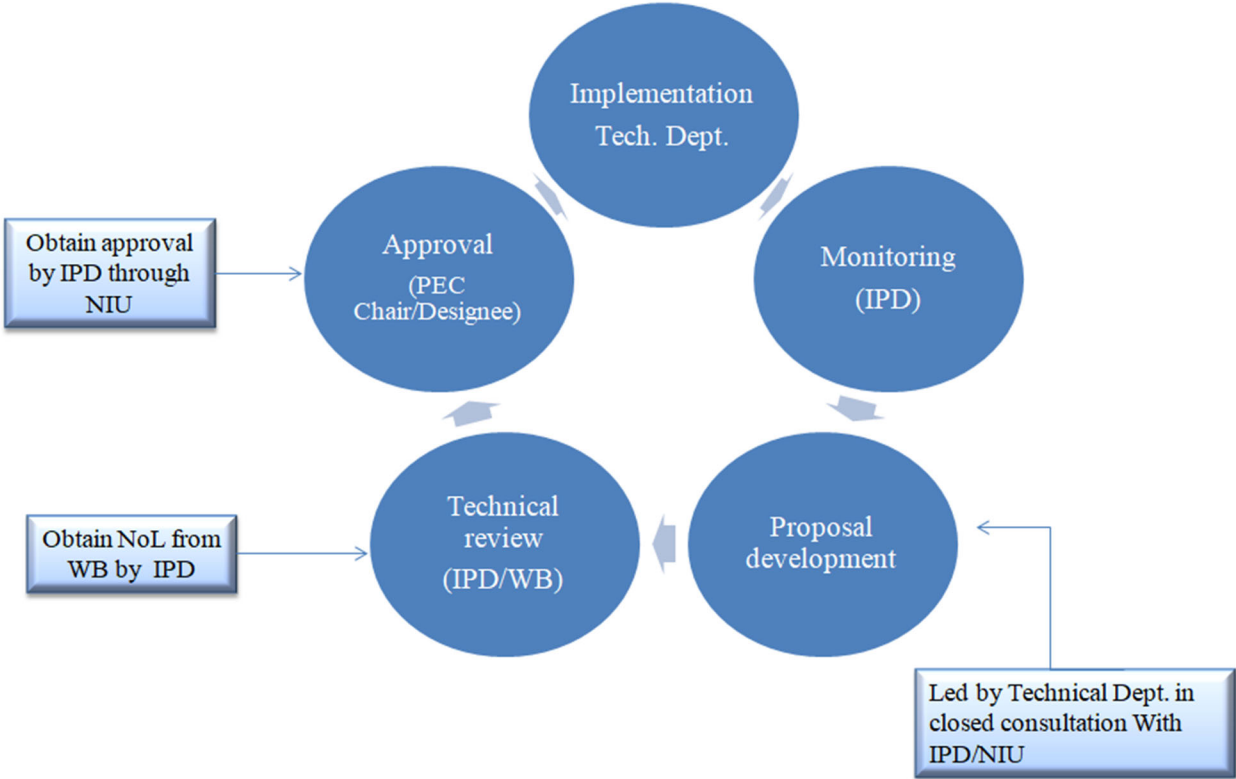 Implementation
Tech. Dept.
Obtain approval
by IPD through
NIU
Approval
(PEC
Chair/Designee)
Monitoring
(IPD)
Obtain NoL from
WB by IPD
Technical
review
(IPD/WB)
Proposal
development
Led by Technical Dept. in
closed consultation With
IPD/NIU